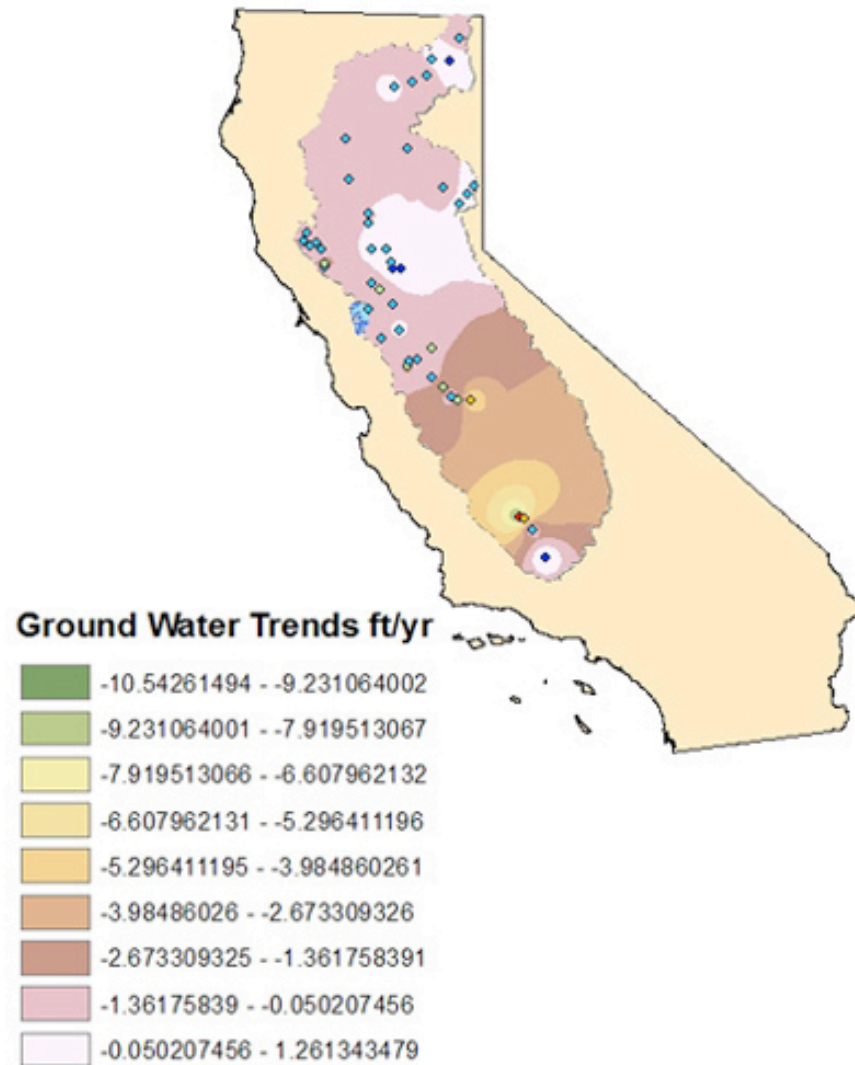 Ground Water Trends ft/yr
-10.54261494 - -9.231064002
-9.231064001 - -7.919513067
-7.919513066 - -6.607962132
-6.607962131 - -5.296411196
-5.296411195 - -3.984860261
-3.98486026 - -2.673309326
-2.673309325 - -1.361758391
-1.36175839 - -0.050207456
-0.050207456 - 1.261343479